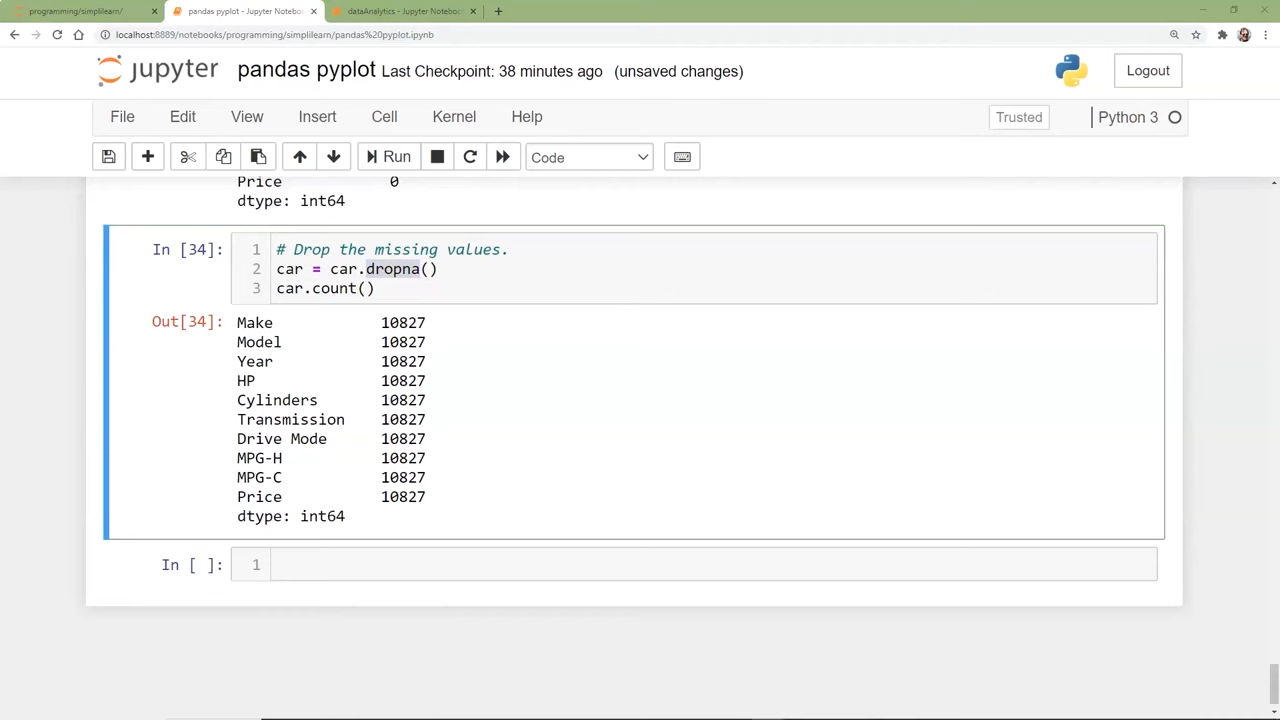 programming/simplilearn/
pandas pyplot - Jupyter Noteboo
dataAnalytics - Jupyter Notebook
localhost:8889/notebooks/programming/simplilearn/pandas%20pyplot.ipynb
jupyter pandas pyplot Last Checkpoint: 38 minutes ago (unsaved changes) Logout
File Edit View Insert Cell Kernel Help Trusted Python 3
Run Code
Price 0
dtype: int64
In [34]: 1 # Drop the missing values.
2 car = car.dropna()
3 car.count()
Out[34]: Make 10827
Model 10827
Year 10827
HP 10827
Cylinders 10827
Transmission 10827
Drive Mode 10827
MPG-H 10827
MPG-C 10827
Price 10827
dtype: int64
In [ ]: 1